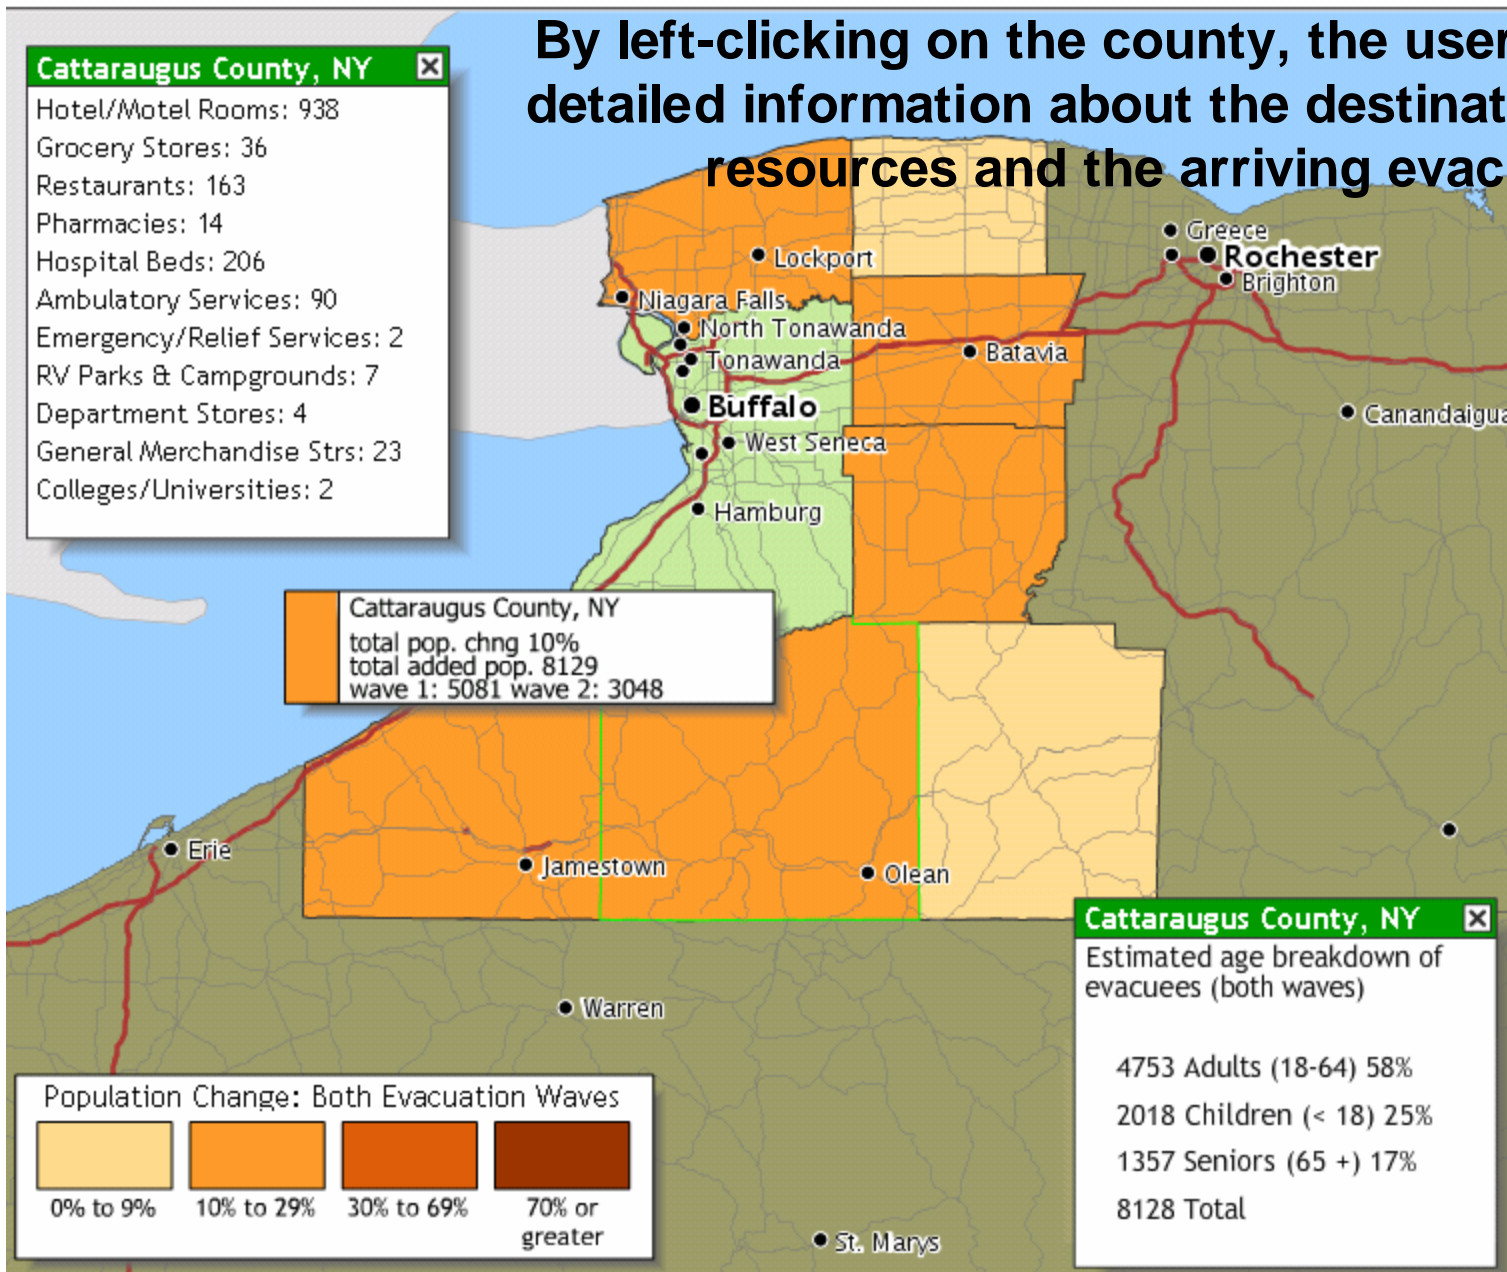 By left-clicking on the county, the user
detailed information about the destinat
resources and the arriving evac
Cattaraugus County, NY
Hotel/Motel Rooms: 938
Grocery Stores: 36
Restaurants: 163
Pharmacies: 14
Hospital Beds: 206
Ambulatory Services: 90
Emergency/Relief Services: 2
RV Parks & Campgrounds: 7
Department Stores: 4
General Merchandise Strs: 23
Colleges/Universities: 2
Greece
Rochester
Brighton
Lockport
Niagara Falls
North Tonawanda
Tonawanda
Batavia
Buffalo
Canandaigua
West Seneca
Hamburg
Cattaraugus County, NY
total pop. chng 10%
total added pop. 8129
wave 1: 5081 wave 2: 3048
Erie
Jamestown
Olean
Warren
St. Marys
Cattaraugus County, NY
Estimated age breakdown of
evacuees (both waves)
4753 Adults (18-64) 58%
2018 Children (< 18) 25%
1357 Seniors (65 +) 17%
8128 Total
Population Change: Both Evacuation Waves
0% to 9%
10% to 29%
30% to 69%
70% or
greater